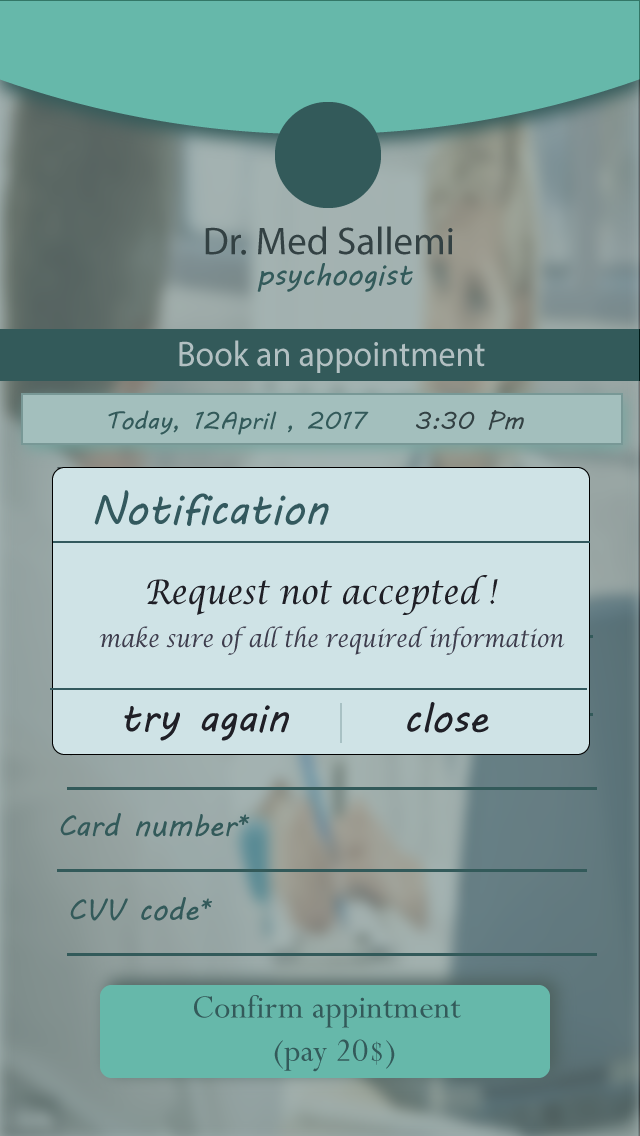 Dr. Med Sallemi
psychoogist
Book an appointment
Today, 12April , 2017 3:30 Pm
Notification
Request not accepted !
make sure of all the required information
try again close
Card number*
CVV code*
Confirm appintment
(pay 20$)